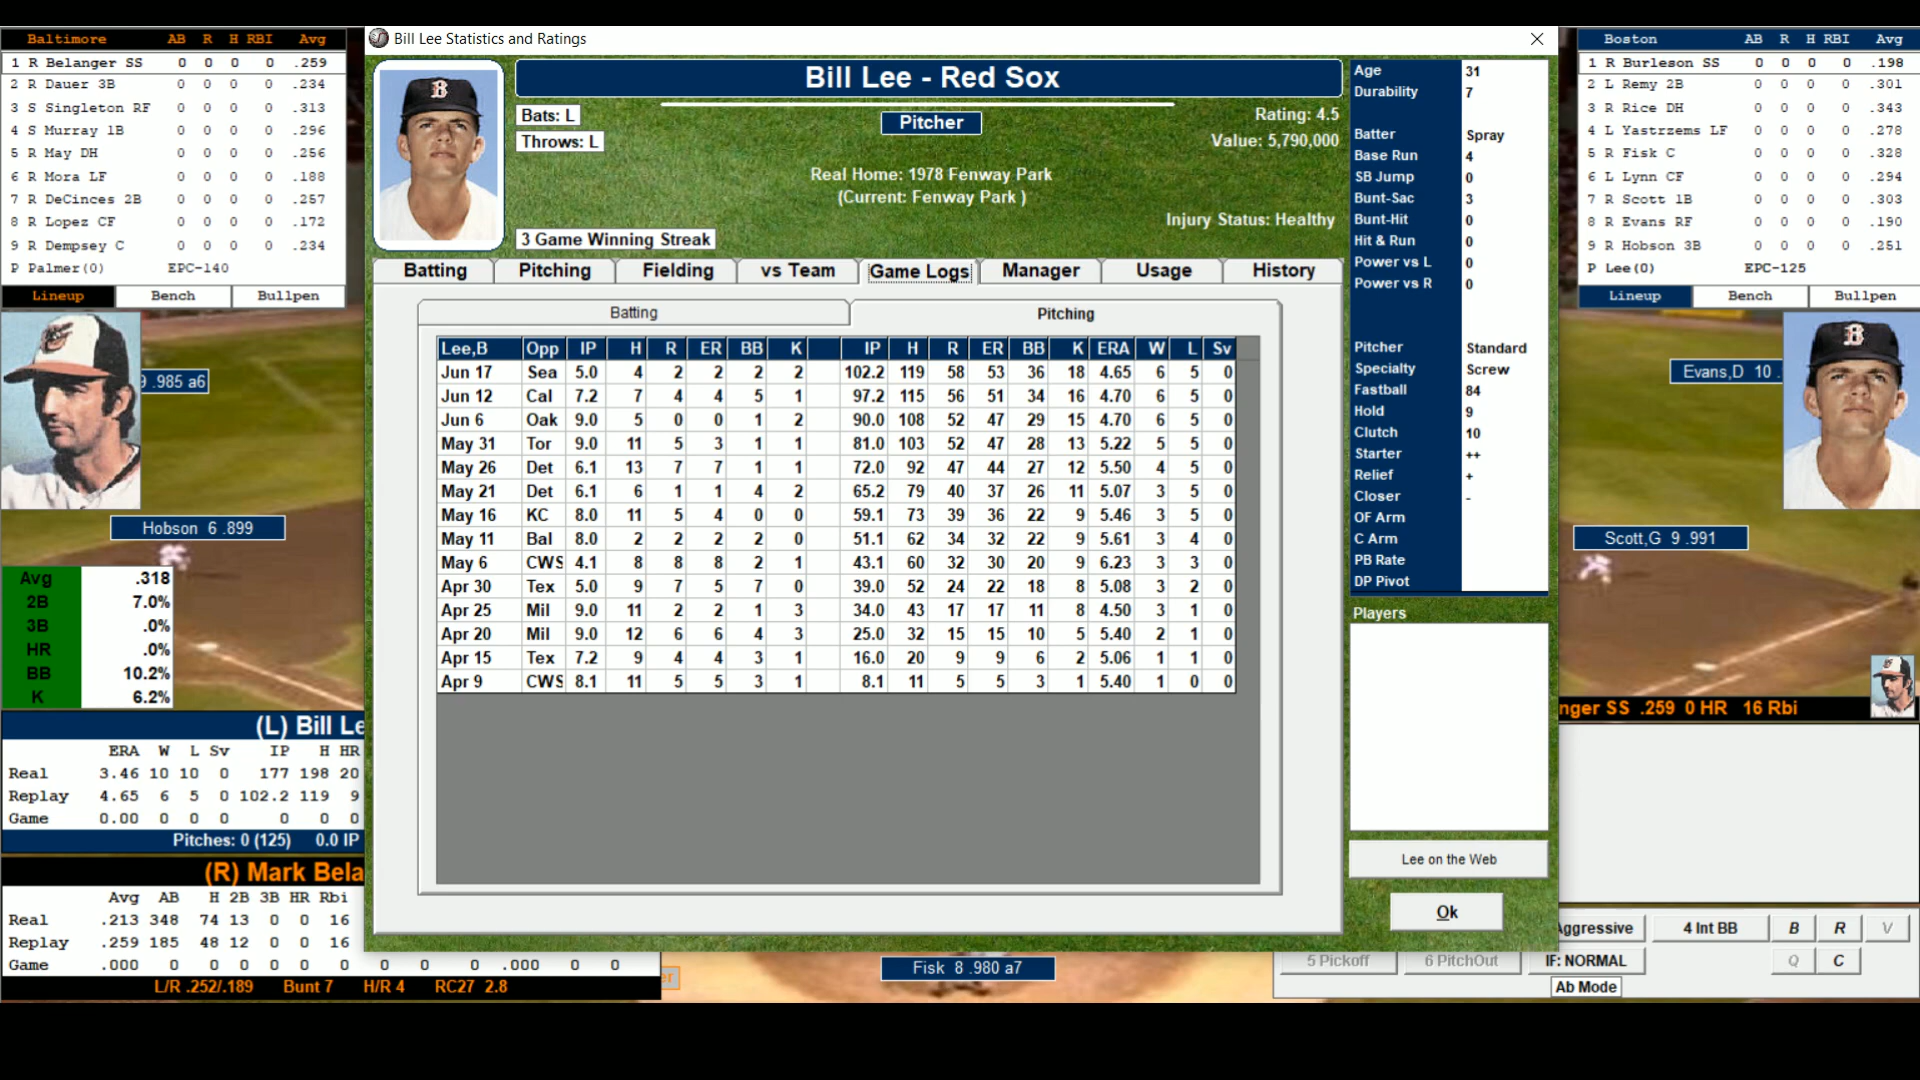 Bill Lee Statistics and Ratings
Baltimore AB R H RBI Avg
1 R Belanger SS 0 0 0 0 .259
2 R Dauer 3B 0 0 0 0 .234
3 S Singleton RF 0 0 0 0 .313
4 S Murray 1B 0 0 0 0 .296
5 R May DH 0 0 0 0 .256
6 R Mora LF 0 0 0 0 .188
7 R DeCinces 2B 0 0 0 0 .257
8 R Lopez CF 0 0 0 0 .172
9 R Dempsey C 0 0 0 0 .234
P Palmer(0) EPC-140
Lineup Bench Bullpen
9 .985 a6
Hobson 6 .899
Avg .318
2B 7.0%
3B .0%
HR .0%
BB 10.2%
K 6.2%
(L) Bill Le
ERA W L Sv IP H HR
Real 3.46 10 10 0 177 198 20
Replay 4.65 6 5 0 102.2 119 9
Game 0.00 0 0 0 0 0 0
Pitches: 0 (125) 0.0 IP
(R) Mark Bela
Avg AB H 2B 3B HR Rbi
Real .213 348 74 13 0 0 16
Replay .259 185 48 12 0 0 16
Game .000 0 0 0 0 0 0 0 0 .000 0 0
L/R .252/.189 Bunt 7 H/R 4 RC27 2.8
Bill Lee - Red Sox
Bats: L
Throws: L
Pitcher
Rating: 4.5
Value: 5,790,000
Real Home: 1978 Fenway Park
(Current: Fenway Park )
Injury Status: Healthy
3 Game Winning Streak
Batting Pitching Fielding vs Team Game Logs Manager Usage History
Batting Pitching
Lee,B Opp IP H R ER BB K IP H R ER BB K ERA W L Sv
Jun 17 Sea 5.0 4 2 2 2 2 102.2 119 58 53 36 18 4.65 6 5 0
Jun 12 Cal 7.2 7 4 4 5 1 97.2 115 56 51 34 16 4.70 6 5 0
Jun 6 Oak 9.0 5 0 0 1 2 90.0 108 52 47 29 15 4.70 6 5 0
May 31 Tor 9.0 11 5 3 1 1 81.0 103 52 47 28 13 5.22 5 5 0
May 26 Det 6.1 13 7 7 1 1 72.0 92 47 44 27 12 5.50 4 5 0
May 21 Det 6.1 6 1 1 4 2 65.2 79 40 37 26 11 5.07 3 5 0
May 16 KC 8.0 11 5 4 0 0 59.1 73 39 36 22 9 5.46 3 5 0
May 11 Bal 8.0 2 2 2 2 0 51.1 62 34 32 22 9 5.61 3 4 0
May 6 CWS 4.1 8 8 8 2 1 43.1 60 32 30 20 9 6.23 3 3 0
Apr 30 Tex 5.0 9 7 5 7 0 39.0 52 24 22 18 8 5.08 3 2 0
Apr 25 Mil 9.0 11 2 2 1 3 34.0 43 17 17 11 8 4.50 3 1 0
Apr 20 Mil 9.0 12 6 6 4 3 25.0 32 15 15 10 5 5.40 2 1 0
Apr 15 Tex 7.2 9 4 4 3 1 16.0 20 9 9 6 2 5.06 1 1 0
Apr 9 CWS 8.1 11 5 5 3 1 8.1 11 5 5 3 1 5.40 1 0 0
Age 31
Durability 7
Batter Spray
Base Run 4
SB Jump 0
Bunt-Sac 3
Bunt-Hit 0
Hit & Run 0
Power vs L 0
Power vs R 0
Pitcher Standard
Specialty Screw
Fastball 84
Hold 9
Clutch 10
Starter ++
Relief +
Closer -
OF Arm
C Arm
PB Rate
DP Pivot
Players
Lee on the Web
Ok
Boston AB R H RBI Avg
1 R Burleson SS 0 0 0 0 .198
2 L Remy 2B 0 0 0 0 .301
3 R Rice DH 0 0 0 0 .343
4 L Yastrzems LF 0 0 0 0 .278
5 R Fisk C 0 0 0 0 .328
6 L Lynn CF 0 0 0 0 .294
7 R Scott 1B 0 0 0 0 .303
8 R Evans RF 0 0 0 0 .190
9 R Hobson 3B 0 0 0 0 .251
P Lee(0) EPC-125
Lineup Bench Bullpen
Evans,D 10 .
Scott,G 9 .991
nger SS .259 0 HR 16 Rbi
Fisk 8 .980 a7
Aggressive 4 Int BB B R V
5 Pickoff 6 PitchOut IF: NORMAL Q C
Ab Mode